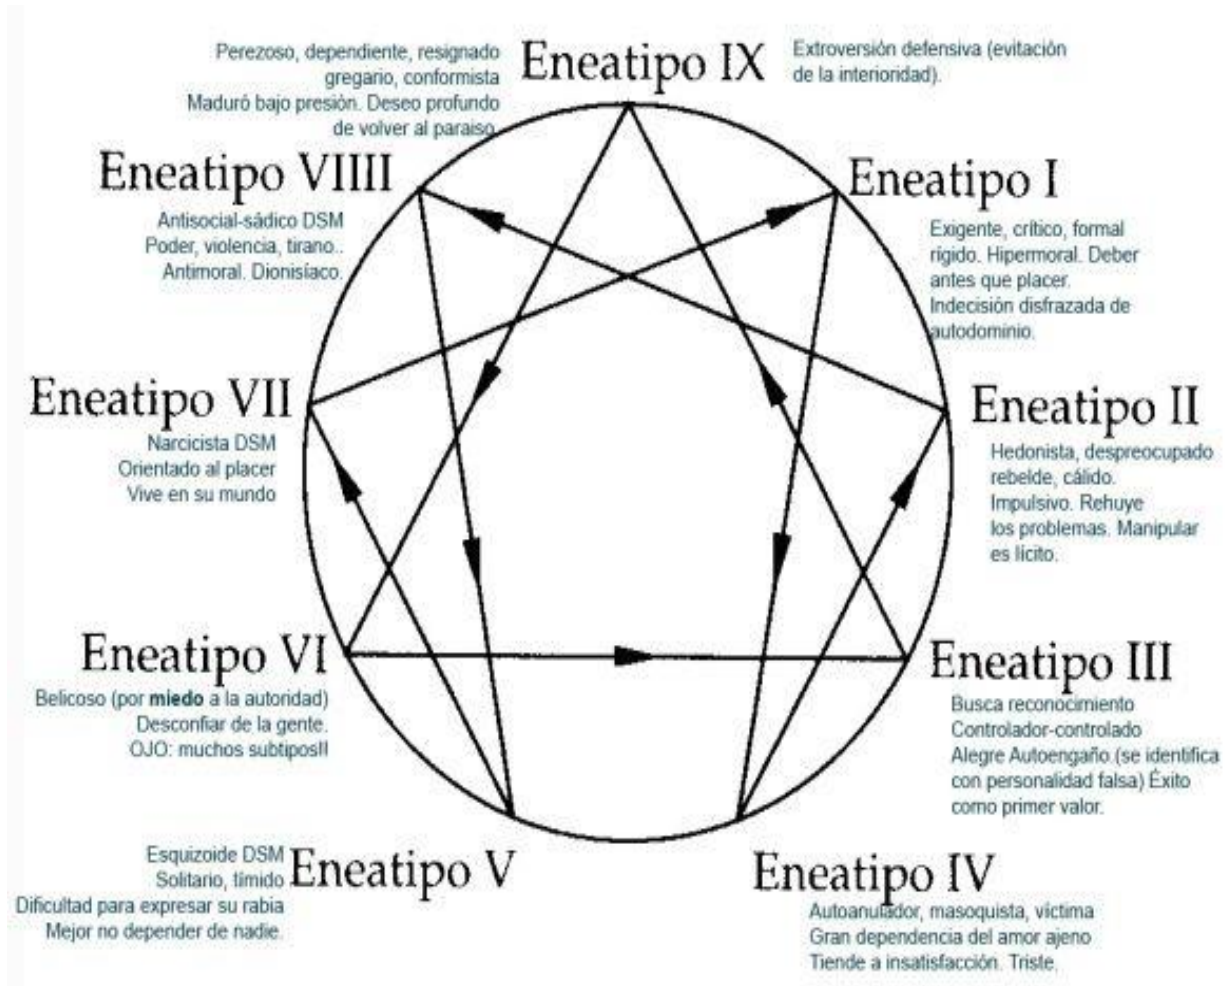 Perezoso, dependiente, resignado
gregario, conformista
Maduró bajo presión. Deseo profundo
de volver al paraiso.
Eneatipo IX
Extroversión defensiva (evitación
de la interioridad).
Eneatipo VIIII
Antisocial-sádico DSM
Poder, violencia, tirano..
Antimoral. Dionisíaco.
Eneatipo I
Exigente, crítico, formal
rígido. Hipermoral. Deber
antes que placer.
Indecisión disfrazada de
autodominio.
Eneatipo VII
Narcicista DSM
Orientado al placer
Vive en su mundo
Eneatipo II
Hedonista, despreocupado
rebelde, cálido.
Impulsivo. Rehuye
los problemas. Manipular
es lícito.
Eneatipo VI
Belicoso (por miedo a la autoridad)
Desconfiar de la gente.
OJO: muchos subtipos!!
Eneatipo III
Busca reconocimiento
Controlador-controlado
Alegre Autoengaño (se identifica
con personalidad falsa) Éxito
como primer valor.
Eneatipo V
Esquizoide DSM
Solitario, tímido
Dificultad para expresar su rabia
Mejor no depender de nadie.
Eneatipo IV
Autoanulador, masoquista, víctima
Gran dependencia del amor ajeno
Tiende a insatisfacción. Triste.